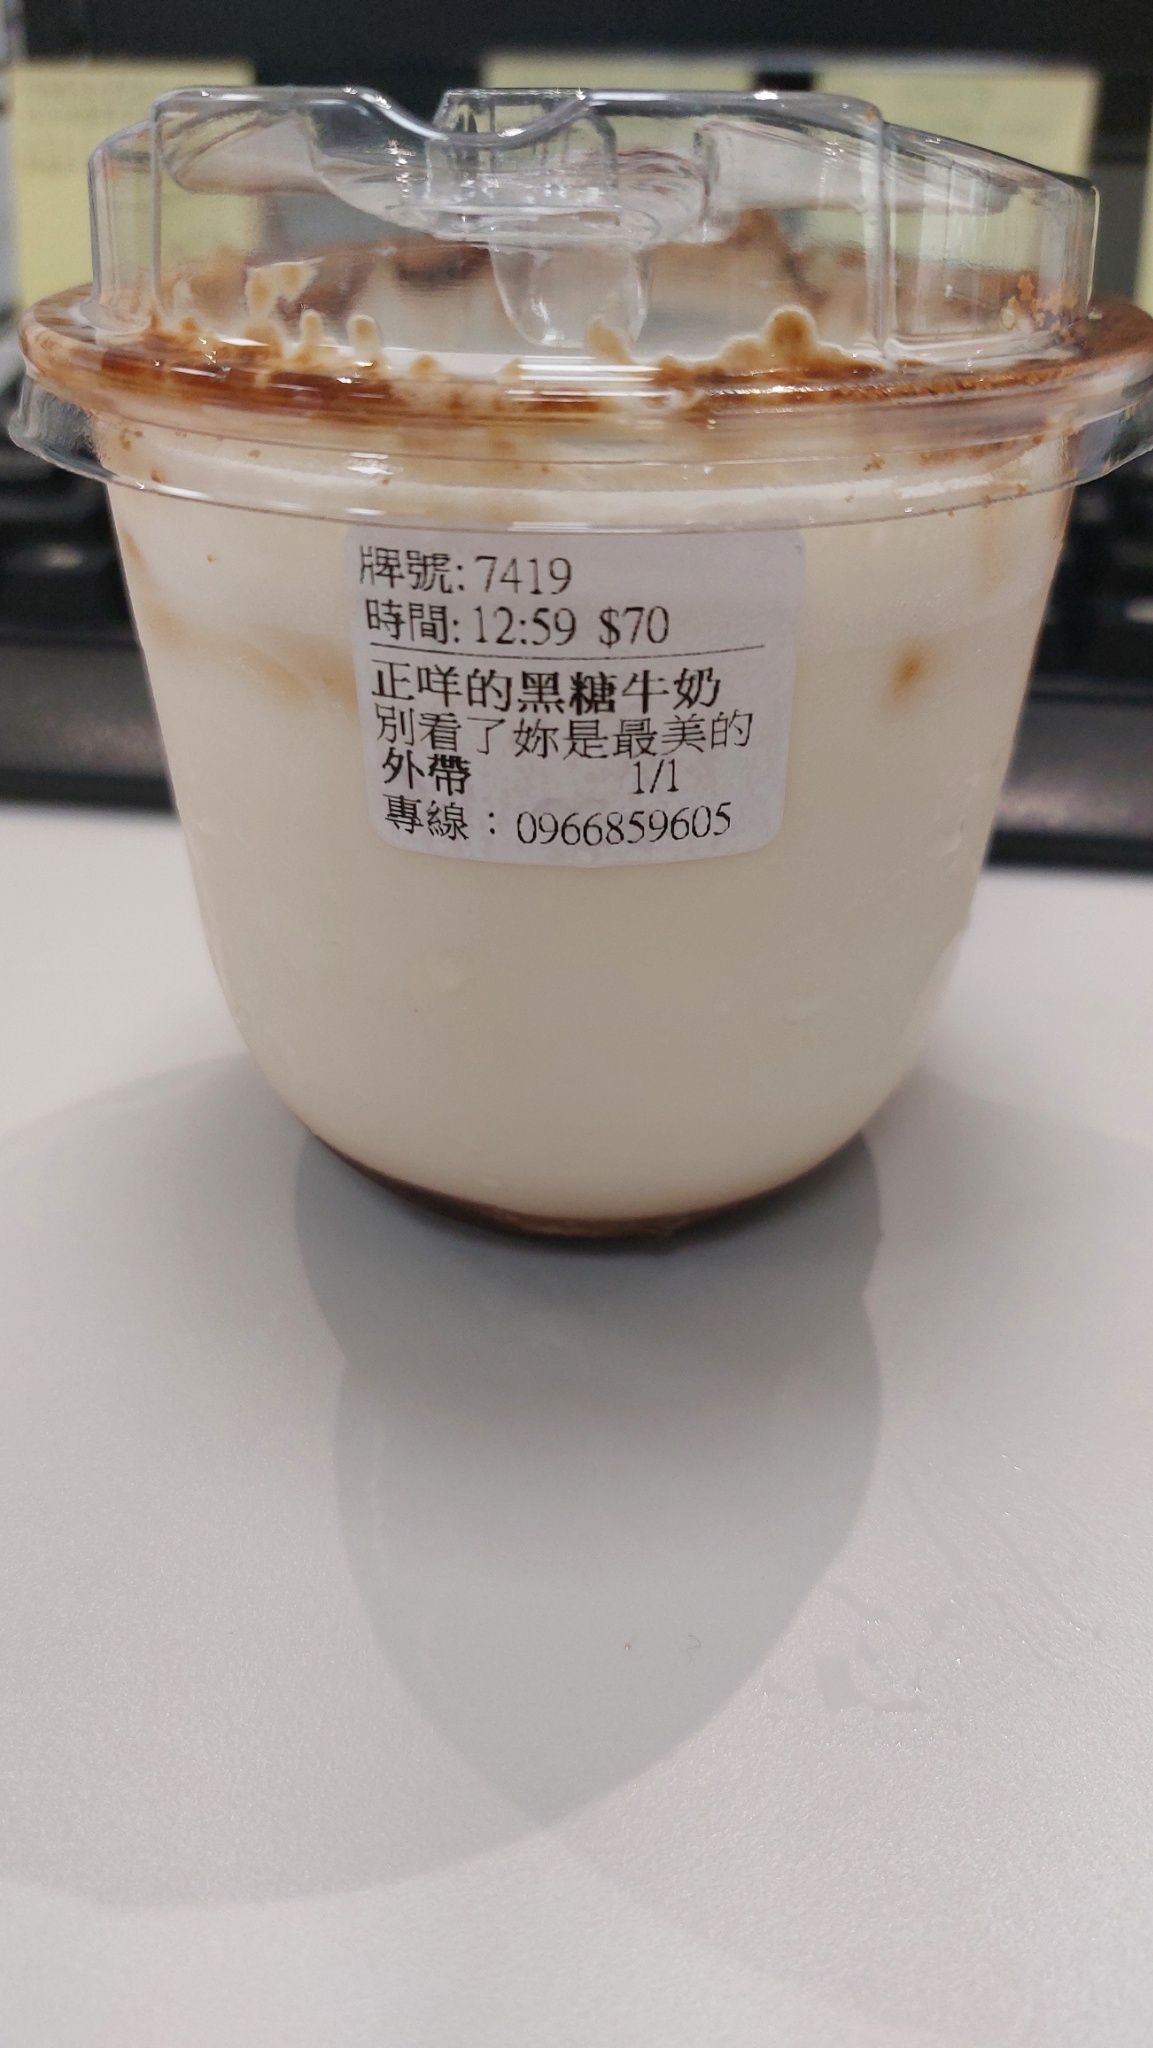 牌號: 7419
時間: 12:59 $70
正咩的黑糖牛奶
別看了妳是最美的
外帶 1/1
專線：0966859605